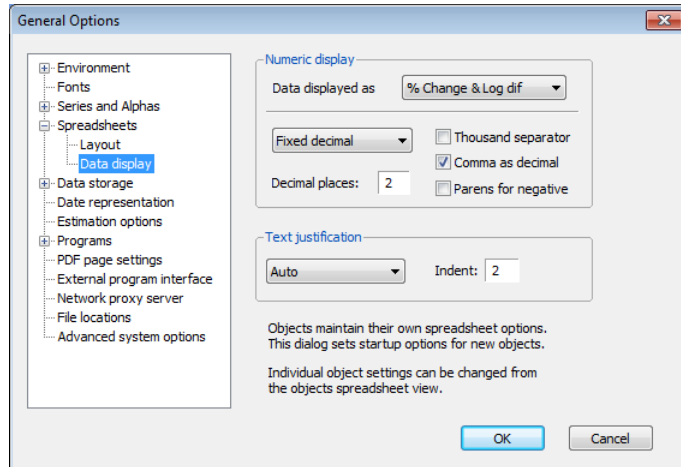 General Options
Environment
Fonts
Series and Alphas
Spreadsheets
Layout
Data display
Data storage
Date representation
Estimation options
Programs
PDF page settings
External program interface
Network proxy server
File locations
Advanced system options
Numeric display
Data displayed as % Change & Log dif
Fixed decimal
Thousand separator
Comma as decimal
Decimal places: 2
Parens for negative
Text justification
Auto Indent: 2
Objects maintain their own spreadsheet options.
This dialog sets startup options for new objects.
Individual object settings can be changed from
the objects spreadsheet view.
OK Cancel